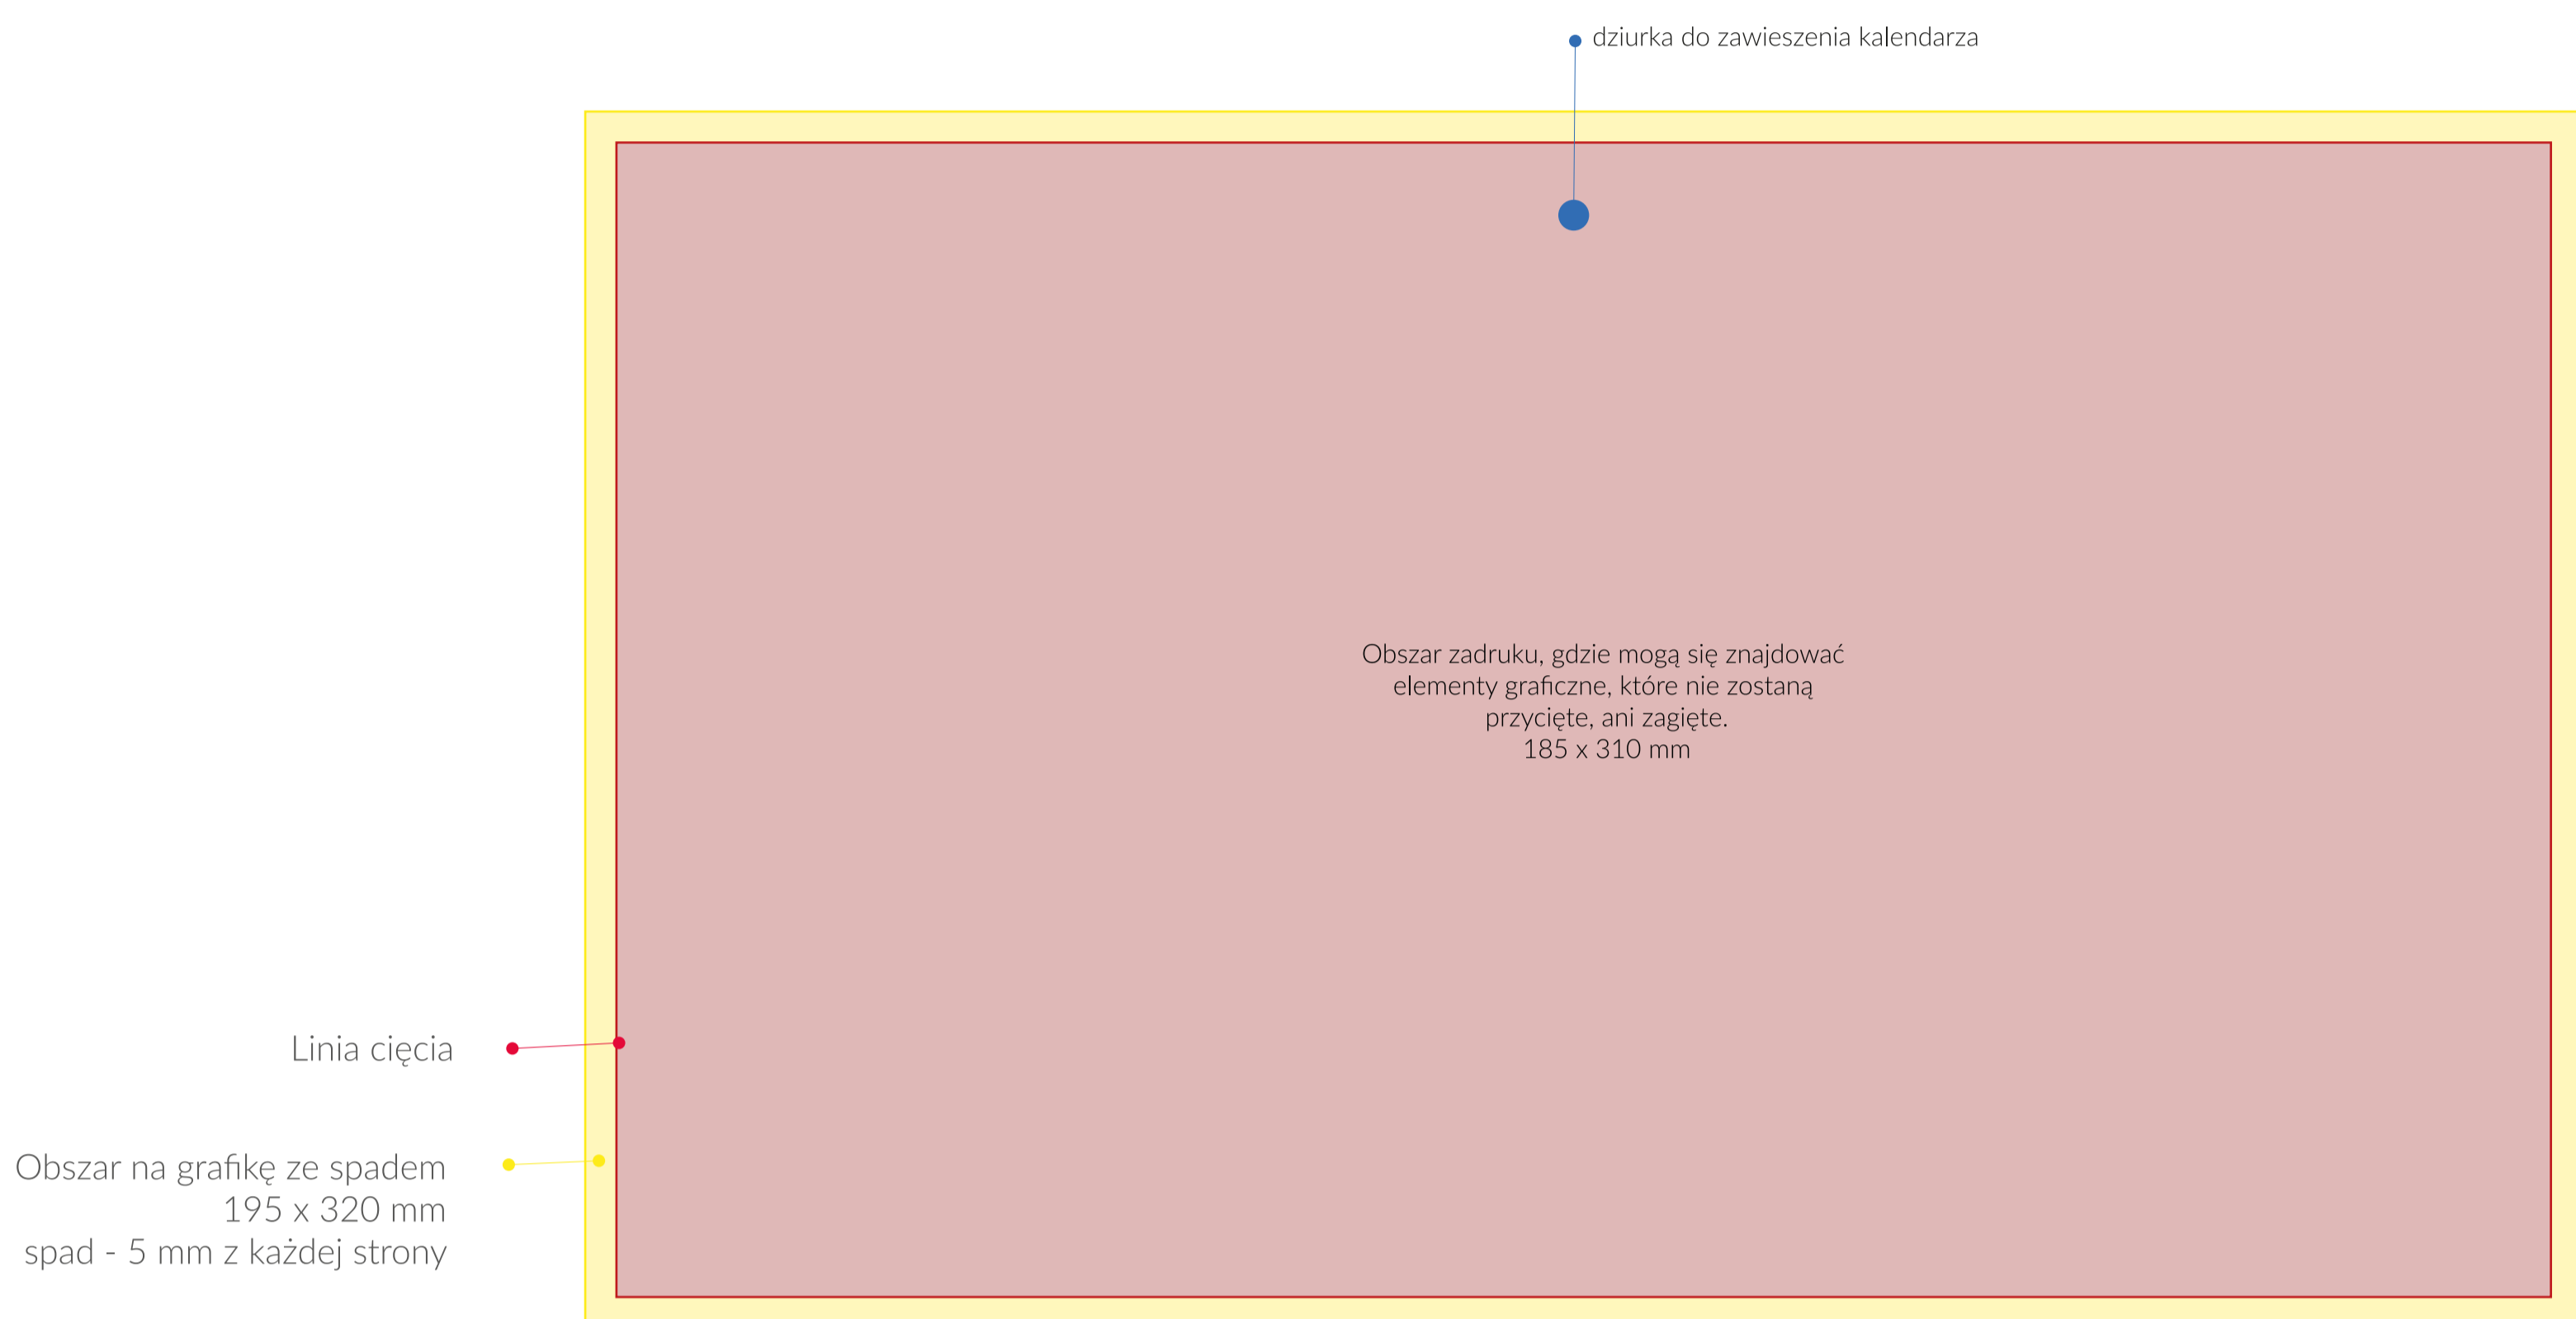 dziurka do zawieszenia kalendarza
Obszar zadruku, gdzie mogą się znajdować
elementy graficzne, które nie zostaną
przycięte, ani zagięte.
185 x 310 mm
Linia cięcia
Obszar na grafikę ze spadem
195 x 320 mm
spad - 5 mm z każdej strony